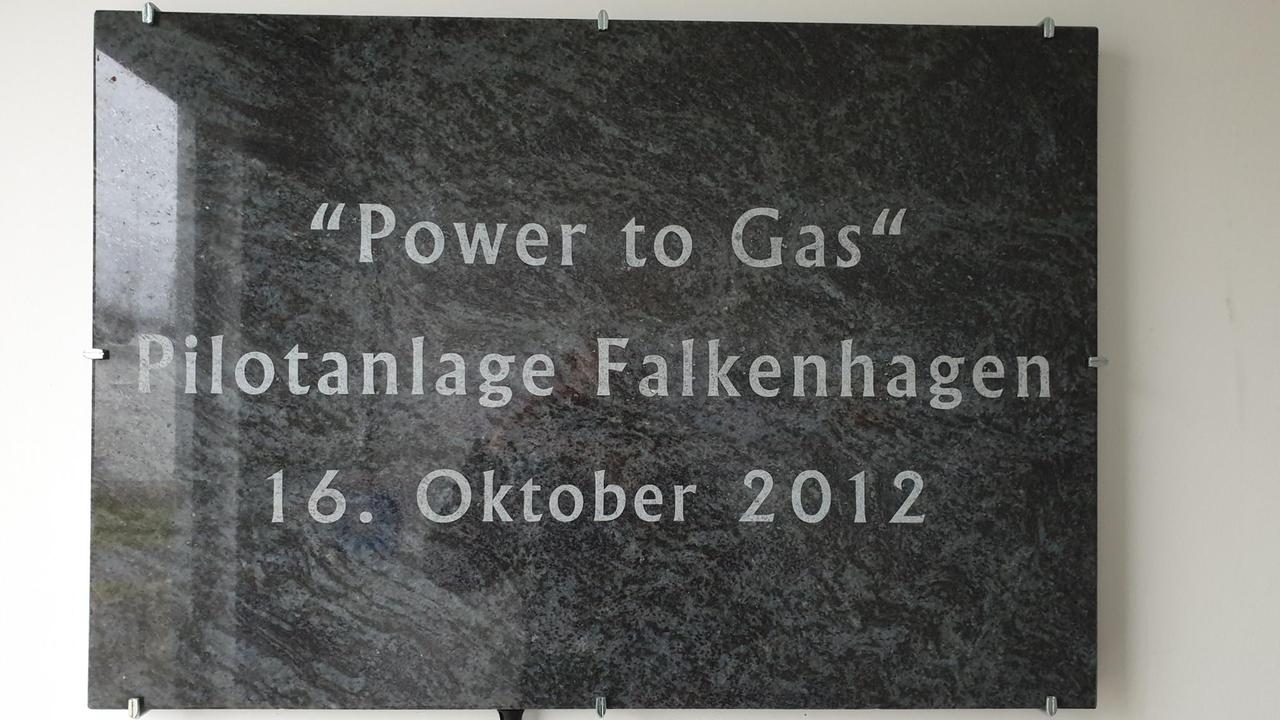 “Power to Gas“
Pilotanlage Falkenhagen
16. Oktober 2012